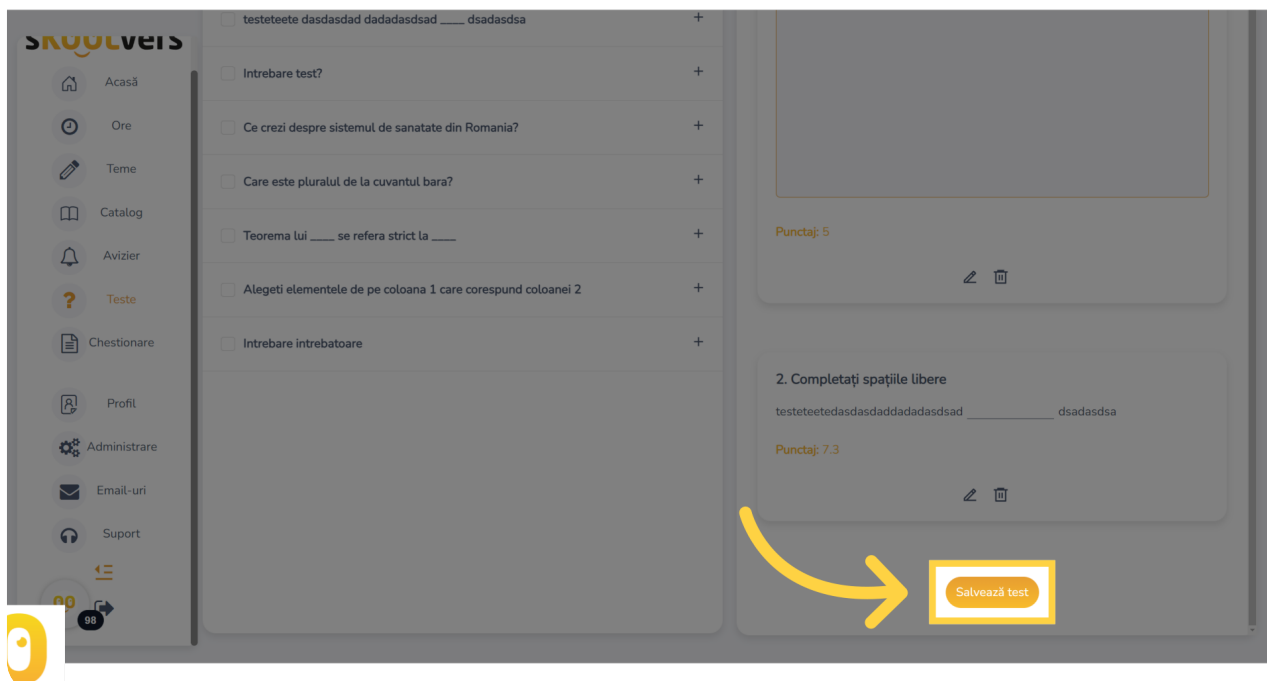 skoolvers
Acasă
Ore
Teme
Catalog
Avizier
Teste
Chestionare
Profil
Administrare
Email-uri
Suport
98
testeteete dasdasdad dadadasdsad ____ dsadasdsa
Intrebare test?
Ce crezi despre sistemul de sanatate din Romania?
Care este pluralul de la cuvantul bara?
Teorema lui ____ se refera strict la ____
Alegeti elementele de pe coloana 1 care corespund coloanei 2
Intrebare intrebatoare
Punctaj: 5
2. Completați spațiile libere
testeteetedasdasdaddadadasdsad ______________ dsadasdsa
Punctaj: 7.3
Salvează test